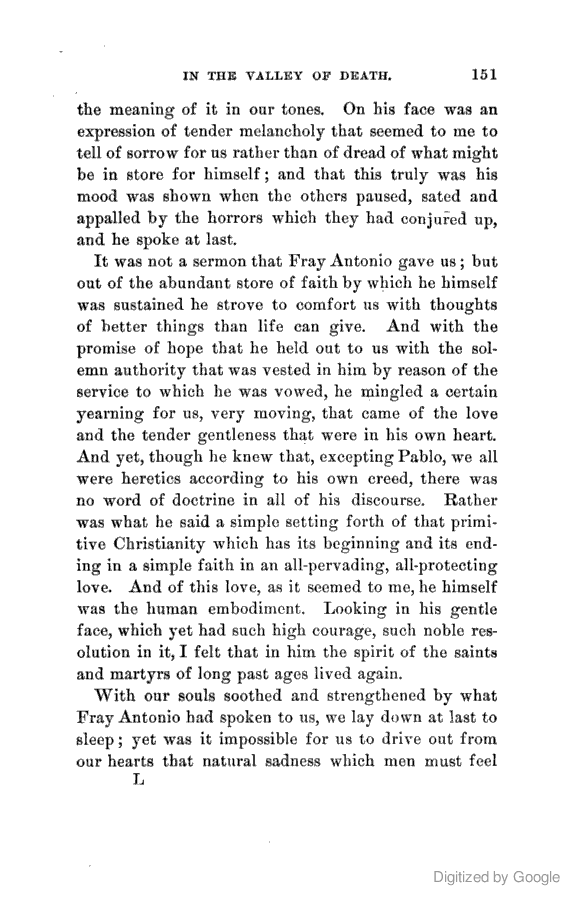 IN THE VALLEY OF DEATH. 151
the meaning of it in our tones. On his face was an
expression of tender melancholy that seemed to me to
tell of sorrow for us rather than of dread of what might
be in store for himself; and that this truly was his
mood was shown when the others paused, sated and
appalled by the horrors which they had conjured up,
and he spoke at last.
It was not a sermon that Fray Antonio gave us; but
out of the abundant store of faith by which he himself
was sustained he strove to comfort us with thoughts
of better things than life can give. And with the
promise of hope that he held out to us with the sol-
emn authority that was vested in him by reason of the
service to which he was vowed, he mingled a certain
yearning for us, very moving, that came of the love
and the tender gentleness that were in his own heart.
And yet, though he knew that, excepting Pablo, we all
were heretics according to his own creed, there was
no word of doctrine in all of his discourse. Rather
was what he said a simple setting forth of that primi-
tive Christianity which has its beginning and its end-
ing in a simple faith in an all-pervading, all-protecting
love. And of this love, as it seemed to me, he himself
was the human embodiment. Looking in his gentle
face, which yet had such high courage, such noble res-
olution in it, I felt that in him the spirit of the saints
and martyrs of long past ages lived again.
With our souls soothed and strengthened by what
Fray Antonio had spoken to us, we lay down at last to
sleep; yet was it impossible for us to drive out from
our hearts that natural sadness which men must feel
L
Digitized by Google